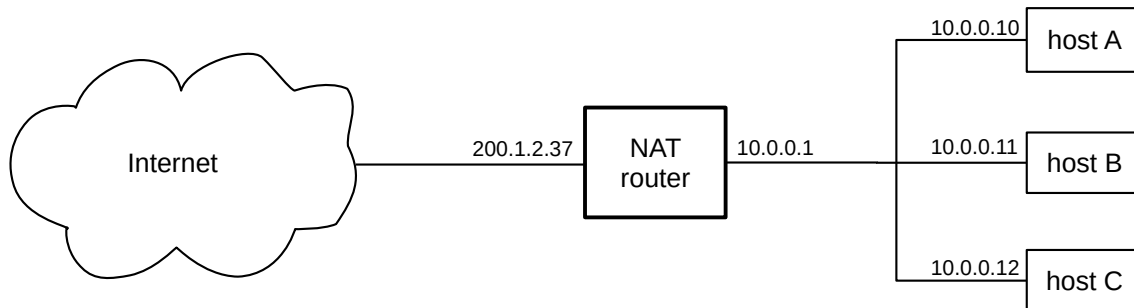 10.0.0.10
host A
Internet
200.1.2.37
NAT
router
10.0.0.1
10.0.0.11
host B
10.0.0.12
host C